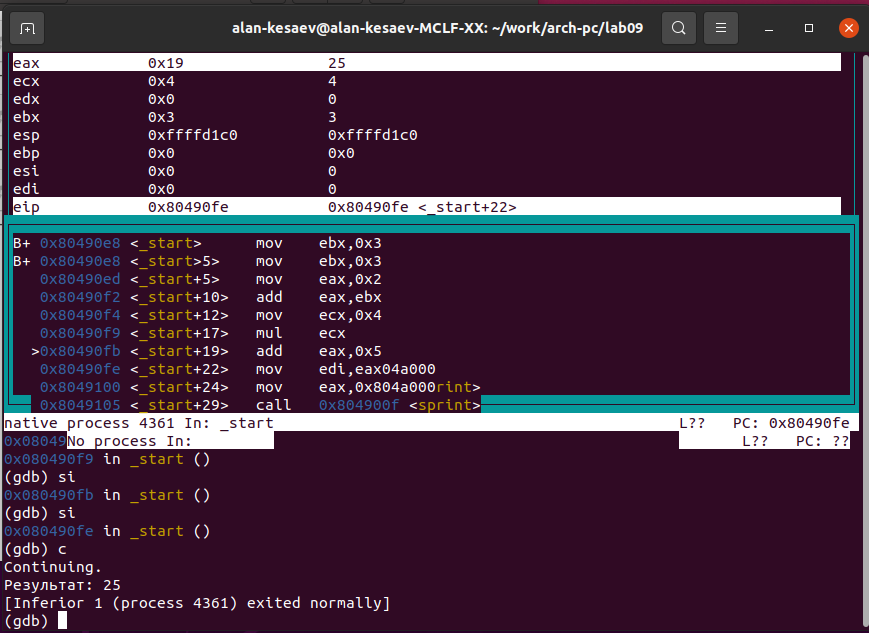 alan-kesaev@alan-kesaev-MCLF-XX: ~/work/arch-pc/lab09
eax 0x19 25
ecx 0x4 4
edx 0x0 0
ebx 0x3 3
esp 0xffffd1c0 0xffffd1c0
ebp 0x0 0x0
esi 0x0 0
edi 0x0 0
eip 0x80490fe 0x80490fe <_start+22>
B+ 0x80490e8 <_start> mov ebx,0x3
B+ 0x80490e8 <_start>5> mov ebx,0x3
0x80490ed <_start+5> mov eax,0x2
0x80490f2 <_start+10> add eax,ebx
0x80490f4 <_start+12> mov ecx,0x4
0x80490f9 <_start+17> mul ecx
>0x80490fb <_start+19> add eax,0x5
0x80490fe <_start+22> mov edi,eax04a000
0x8049100 <_start+24> mov eax,0x804a000rint>
0x8049105 <_start+29> call 0x804900f <sprint>
native process 4361 In: _start L?? PC: 0x80490fe
0x08049No process In: L?? PC: ??
0x080490f9 in _start ()
(gdb) si
0x080490fb in _start ()
(gdb) si
0x080490fe in _start ()
(gdb) c
Continuing.
Результат: 25
[Inferior 1 (process 4361) exited normally]
(gdb)